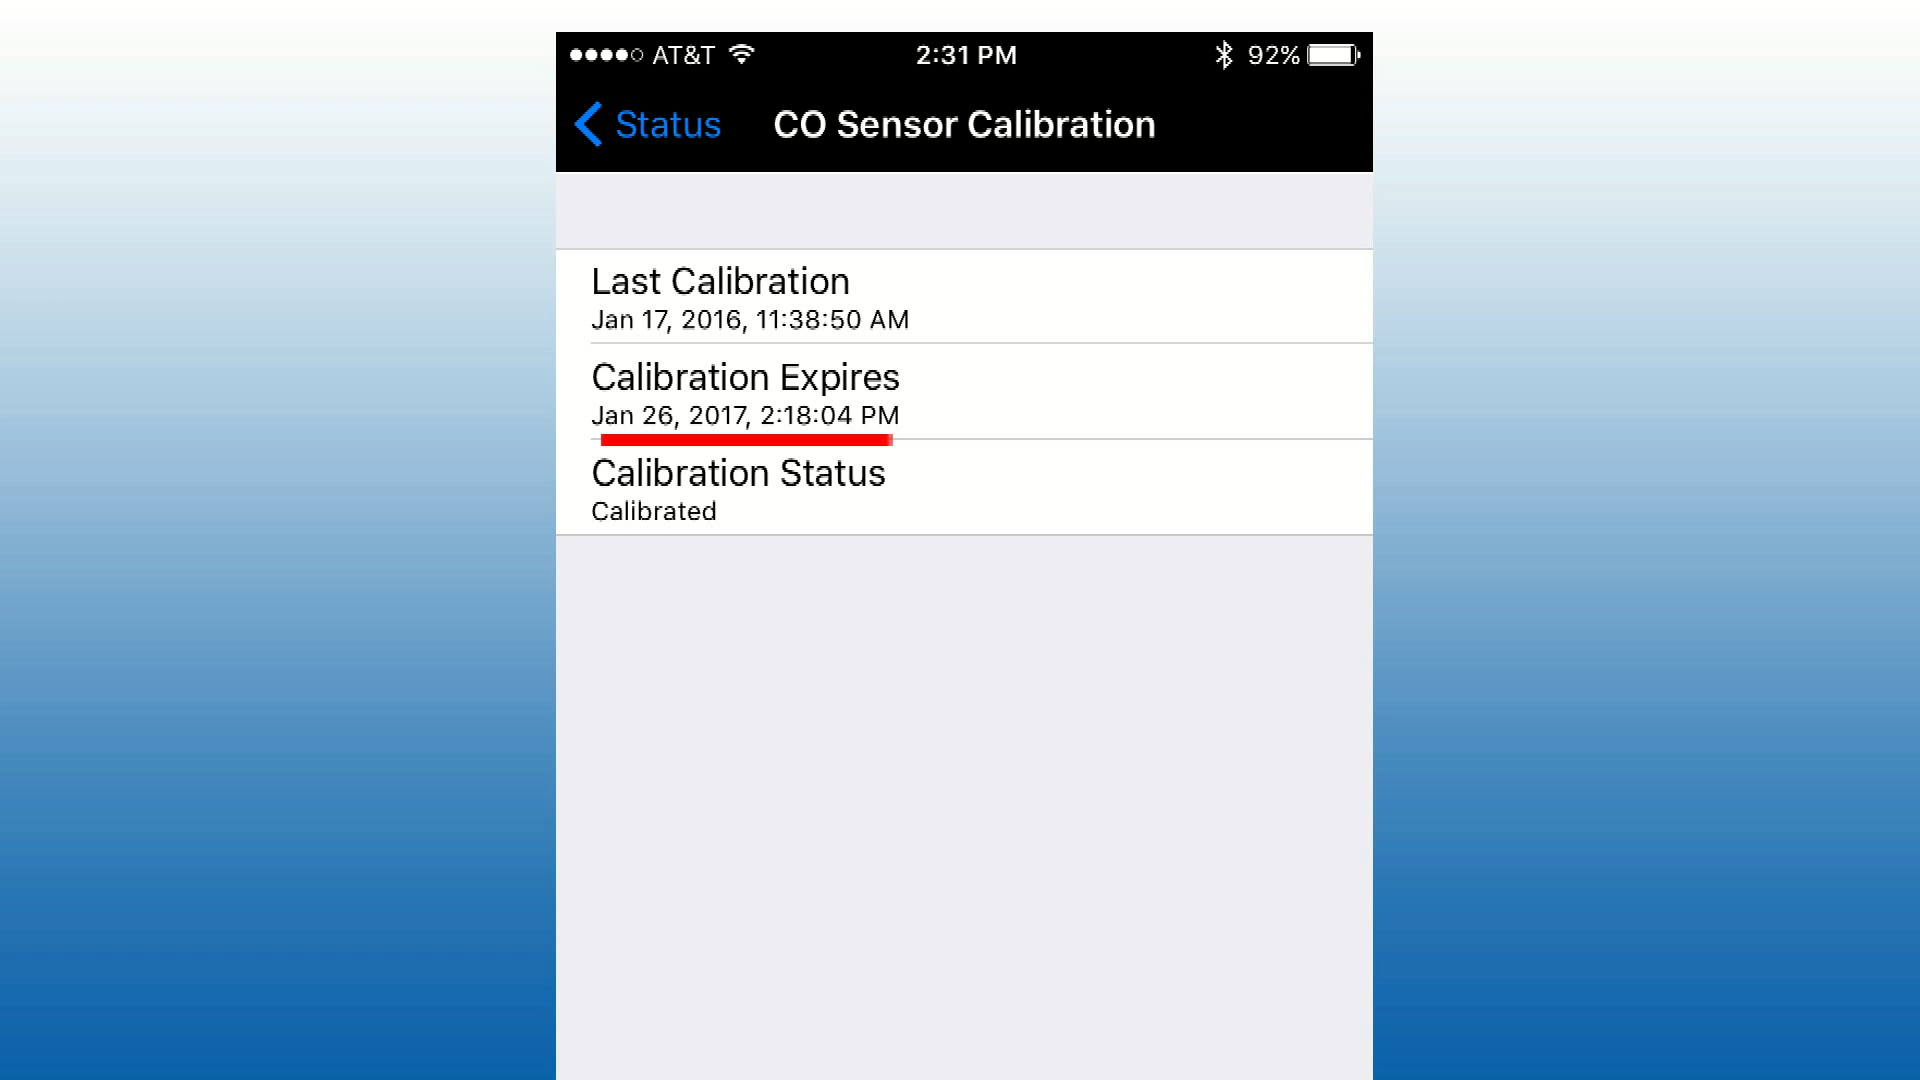 AT&T 2:31 PM 92%
Status CO Sensor Calibration
Last Calibration
Jan 17, 2016, 11:38:50 AM
Calibration Expires
Jan 26, 2017, 2:18:04 PM
Calibration Status
Calibrated